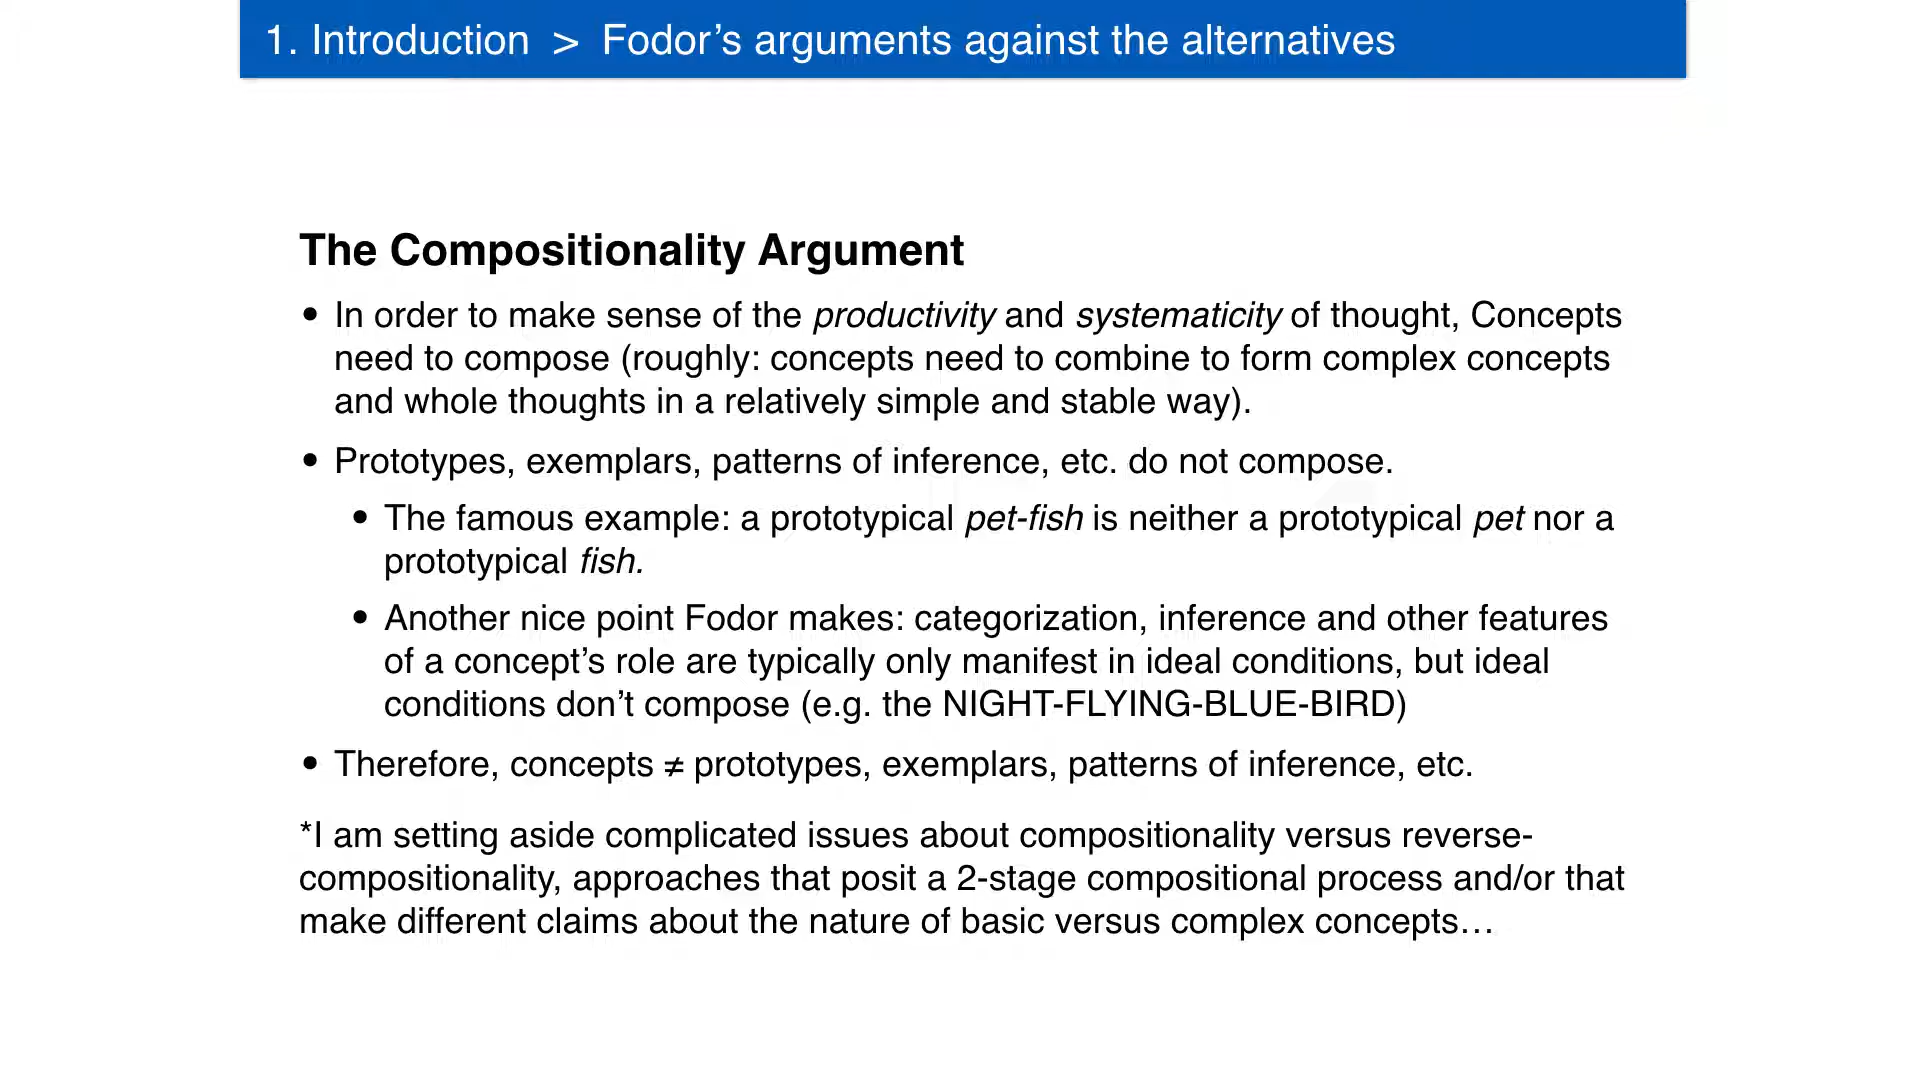 1. Introduction > Fodor’s arguments against the alternatives
The Compositionality Argument
• In order to make sense of the productivity and systematicity of thought, Concepts
need to compose (roughly: concepts need to combine to form complex concepts
and whole thoughts in a relatively simple and stable way).
• Prototypes, exemplars, patterns of inference, etc. do not compose.
• The famous example: a prototypical pet-fish is neither a prototypical pet nor a
prototypical fish.
• Another nice point Fodor makes: categorization, inference and other features
of a concept’s role are typically only manifest in ideal conditions, but ideal
conditions don’t compose (e.g. the NIGHT-FLYING-BLUE-BIRD)
• Therefore, concepts ≠ prototypes, exemplars, patterns of inference, etc.
*I am setting aside complicated issues about compositionality versus reverse-
compositionality, approaches that posit a 2-stage compositional process and/or that
make different claims about the nature of basic versus complex concepts…